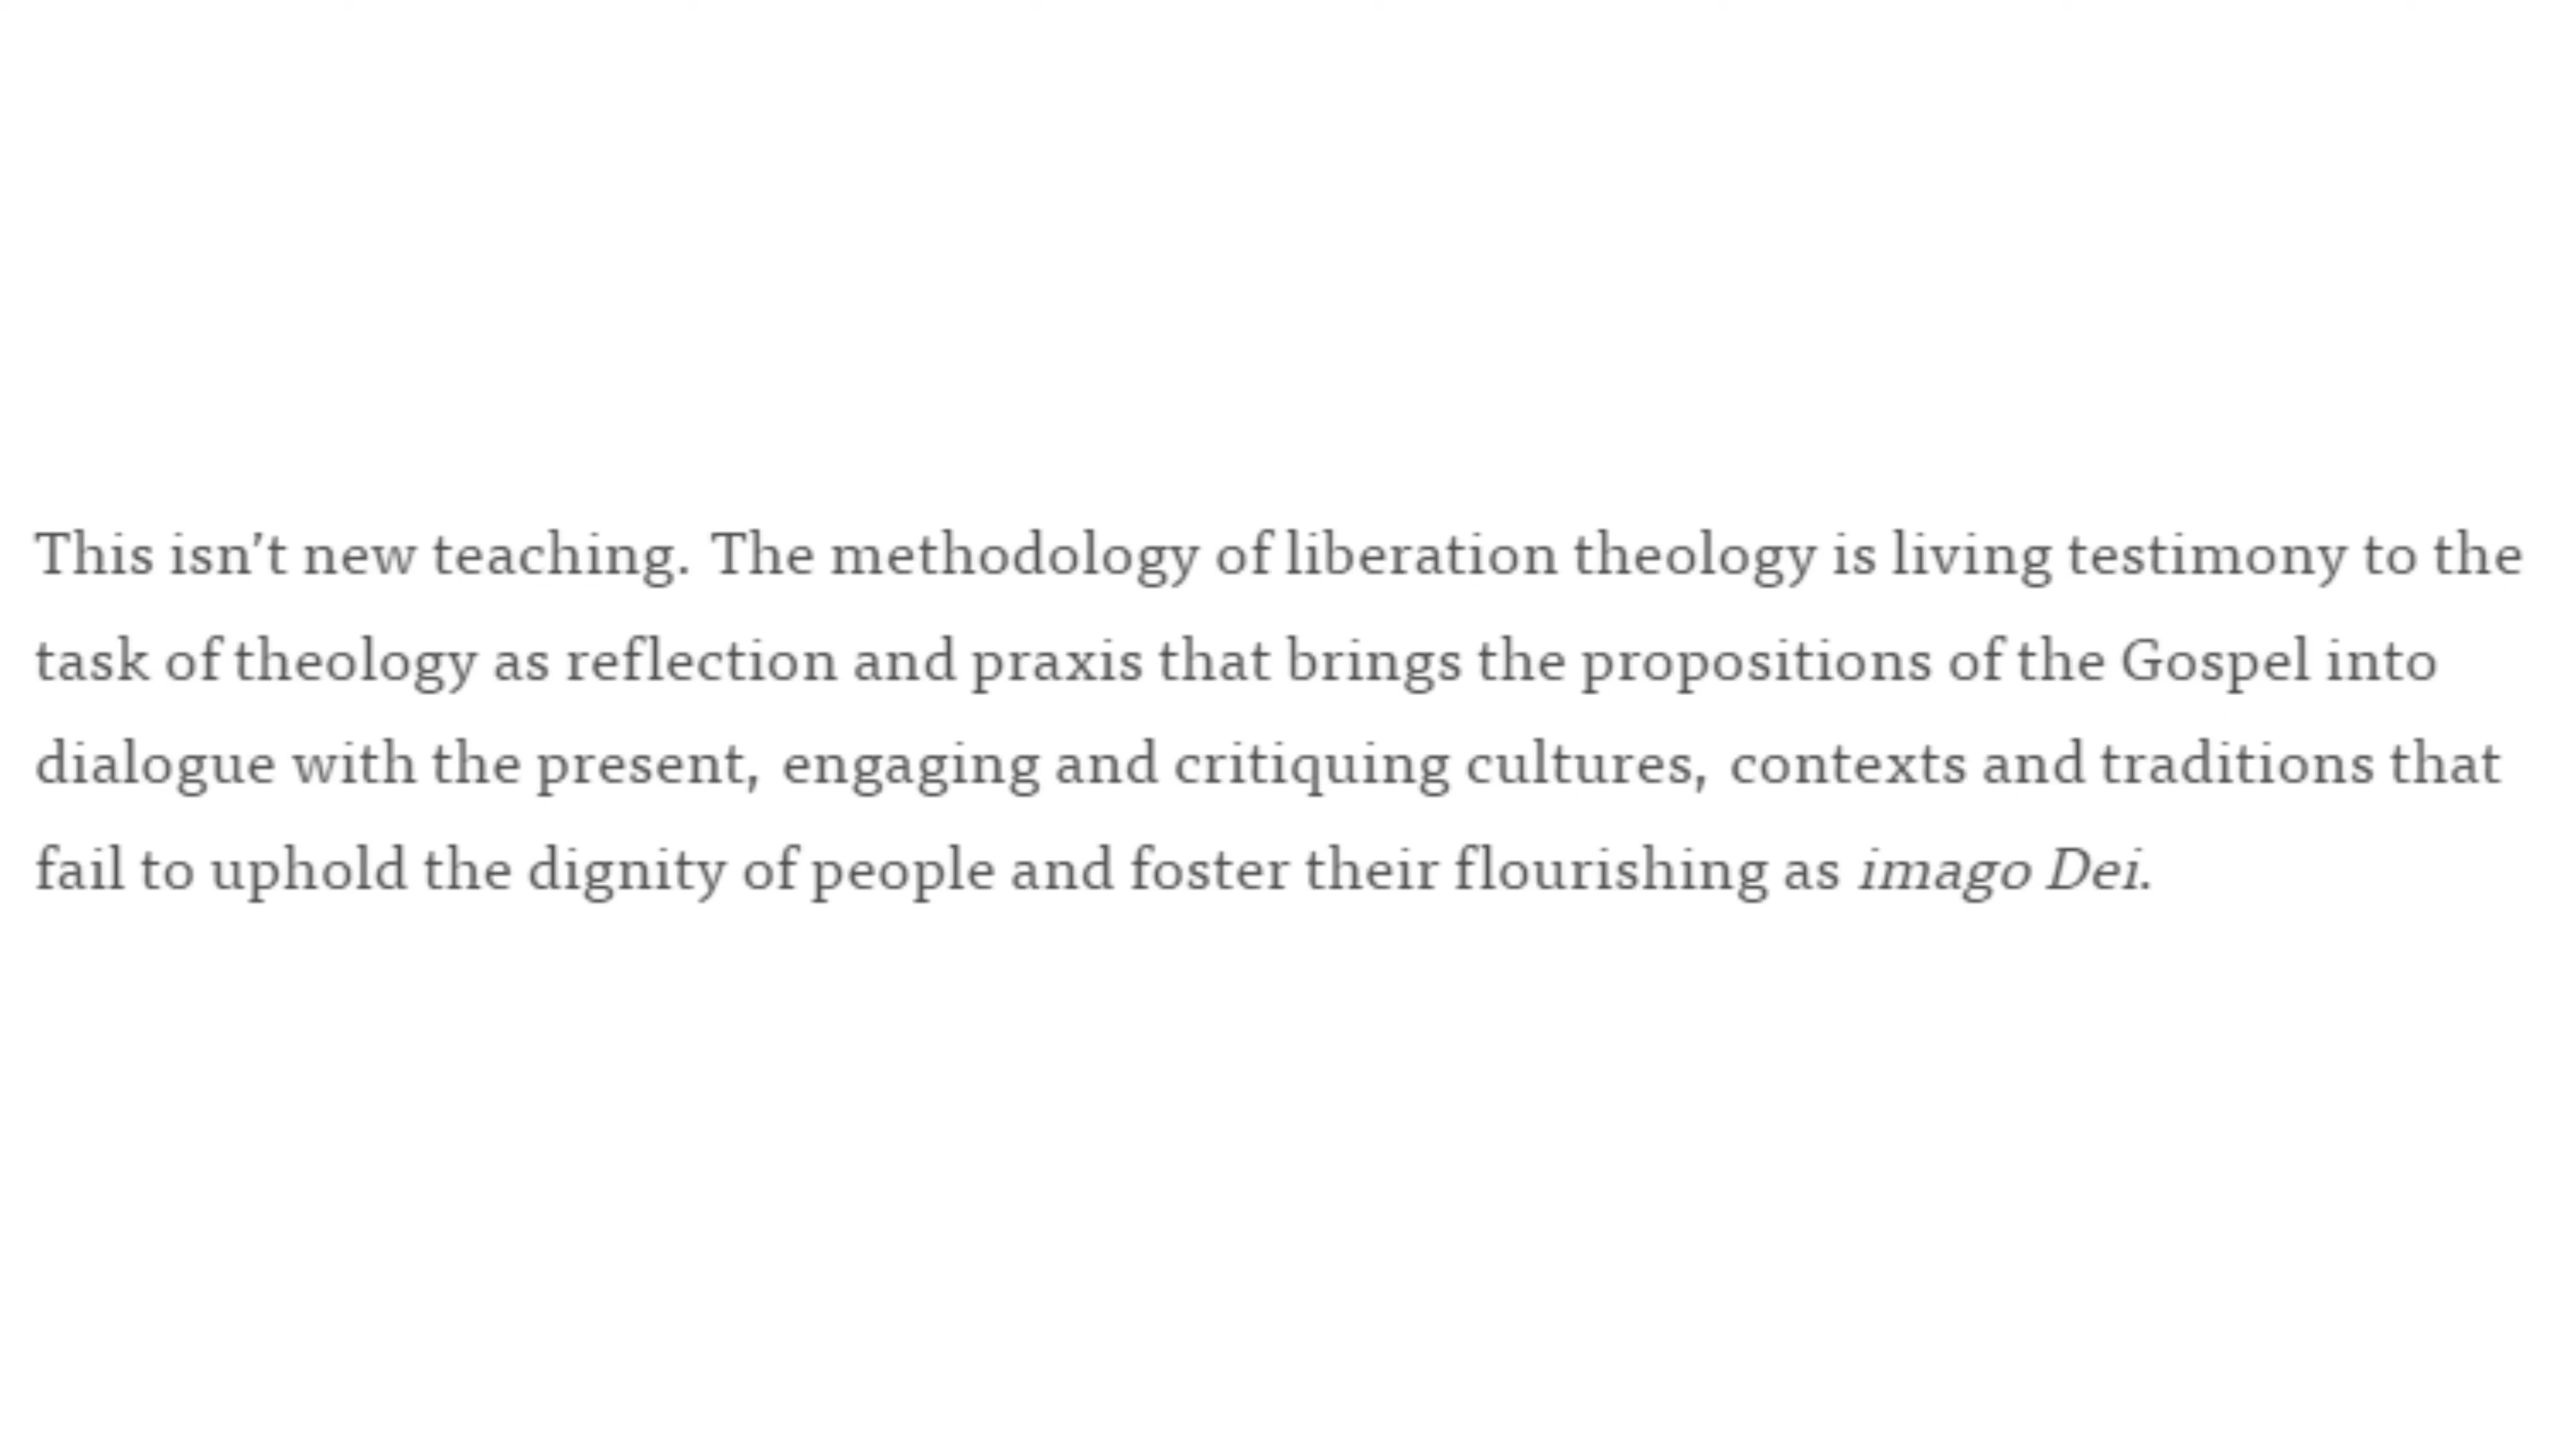 This isn’t new teaching. The methodology of liberation theology is living testimony to the
task of theology as reflection and praxis that brings the propositions of the Gospel into
dialogue with the present, engaging and critiquing cultures, contexts and traditions that
fail to uphold the dignity of people and foster their flourishing as imago Dei.